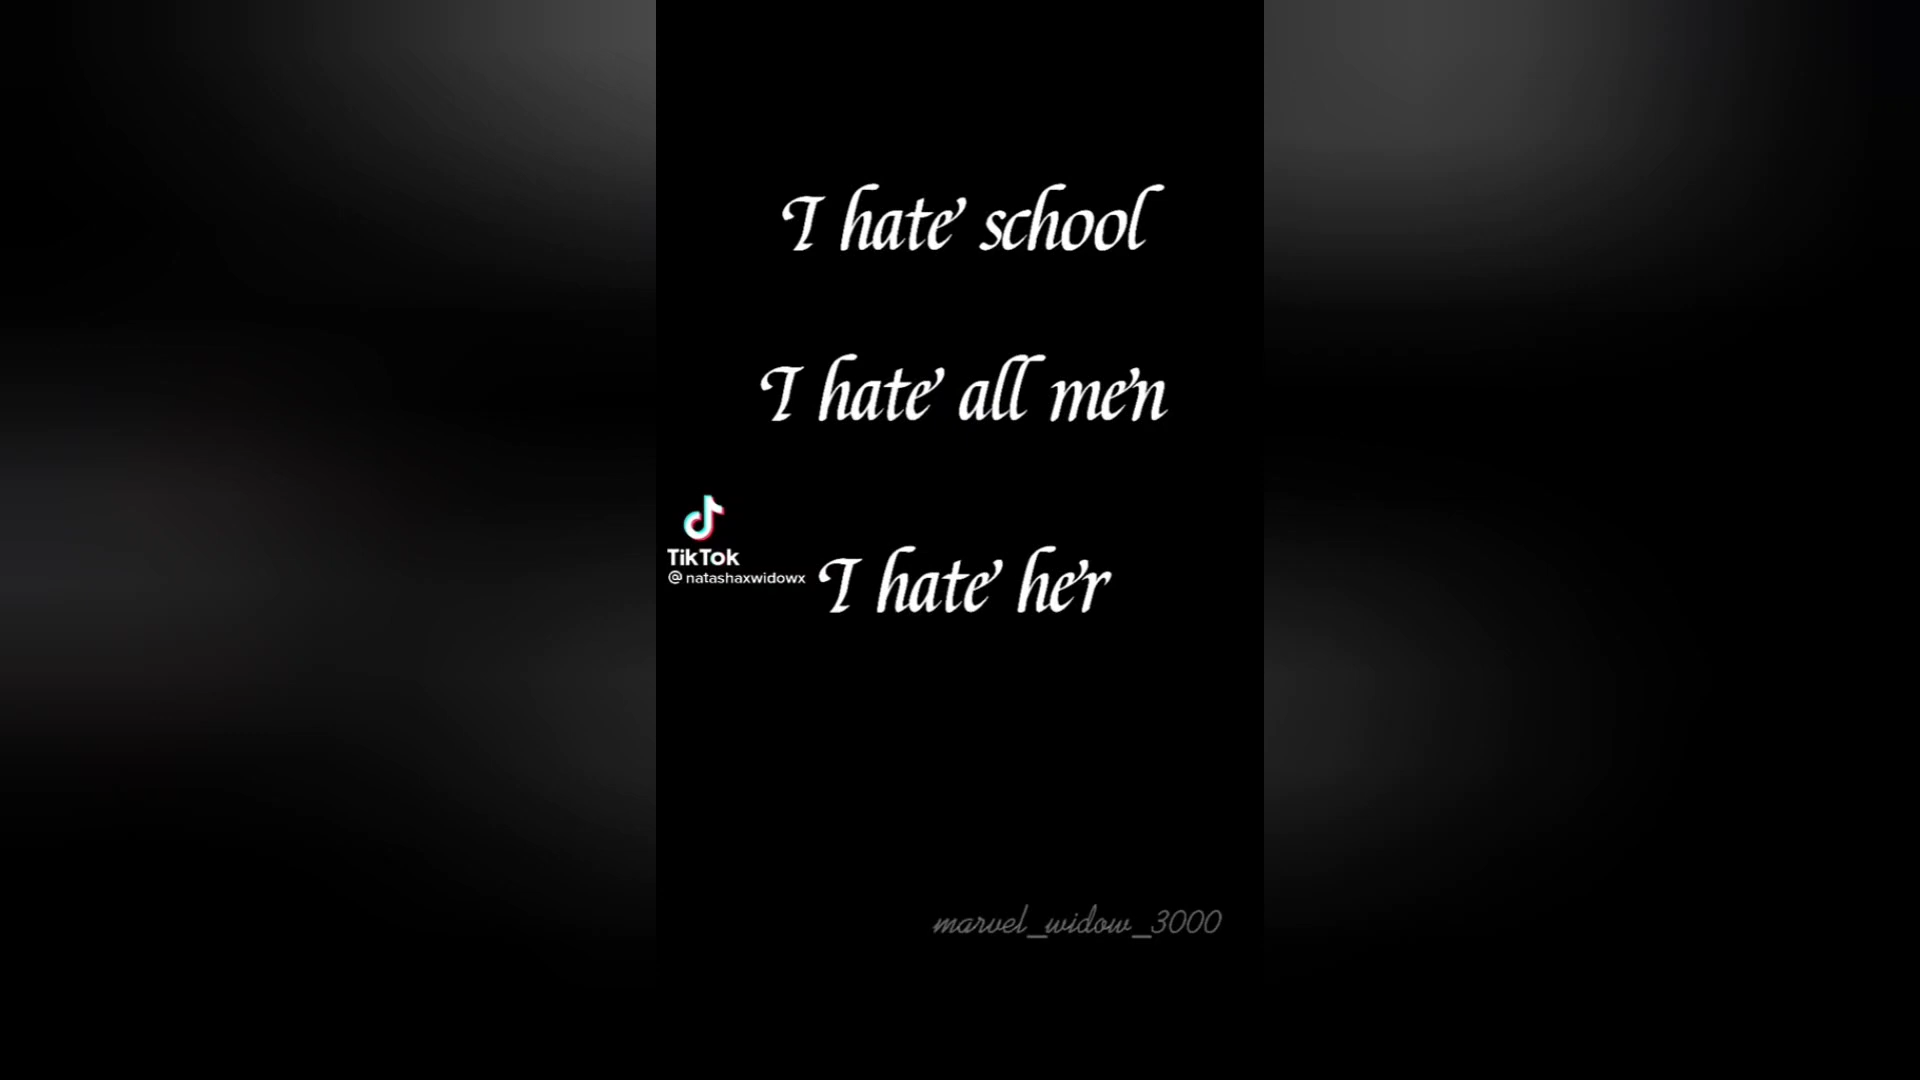 I hate school
I hate all men
TikTok
@natashaxwidowx
I hate her
marvel_widow_3000